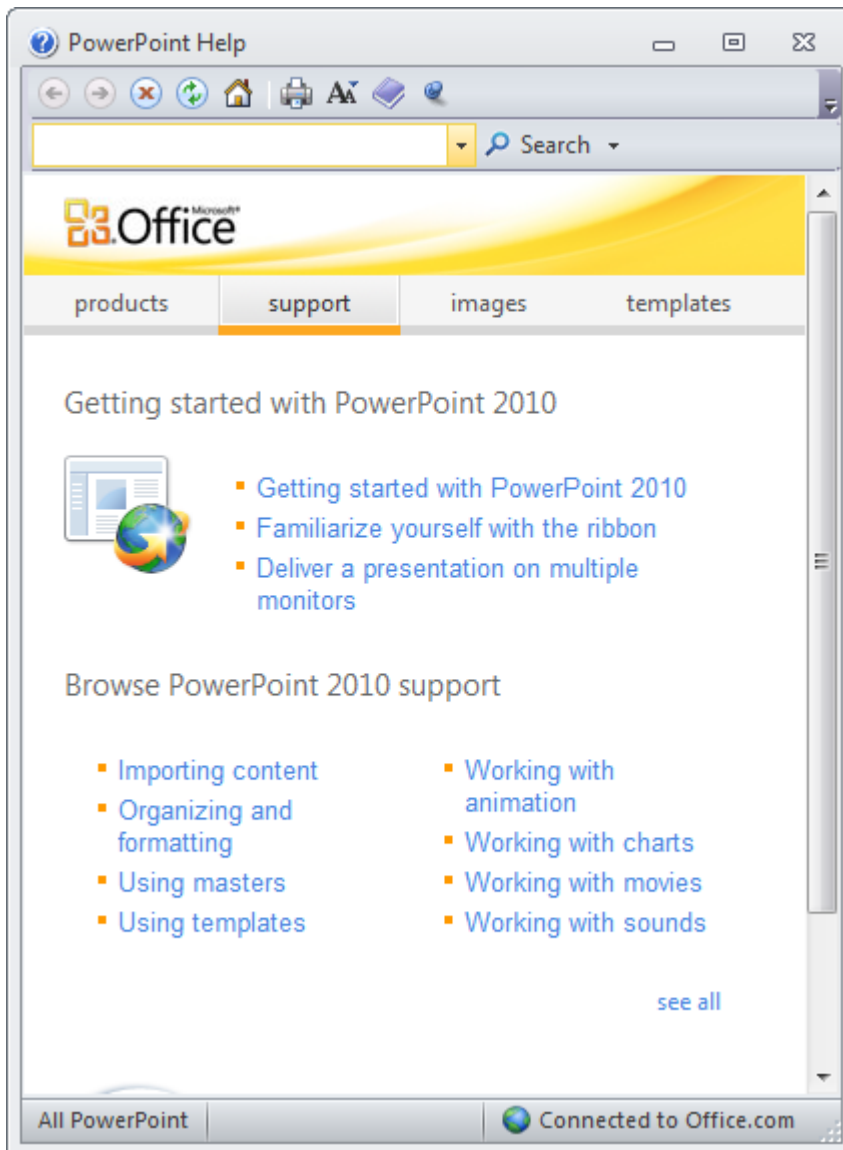 PowerPoint Help
Search
Microsoft®
Office
products support images templates
Getting started with PowerPoint 2010
Getting started with PowerPoint 2010
Familiarize yourself with the ribbon
Deliver a presentation on multiple
monitors
Browse PowerPoint 2010 support
Importing content
Organizing and
formatting
Using masters
Using templates
Working with
animation
Working with charts
Working with movies
Working with sounds
see all
All PowerPoint Connected to Office.com